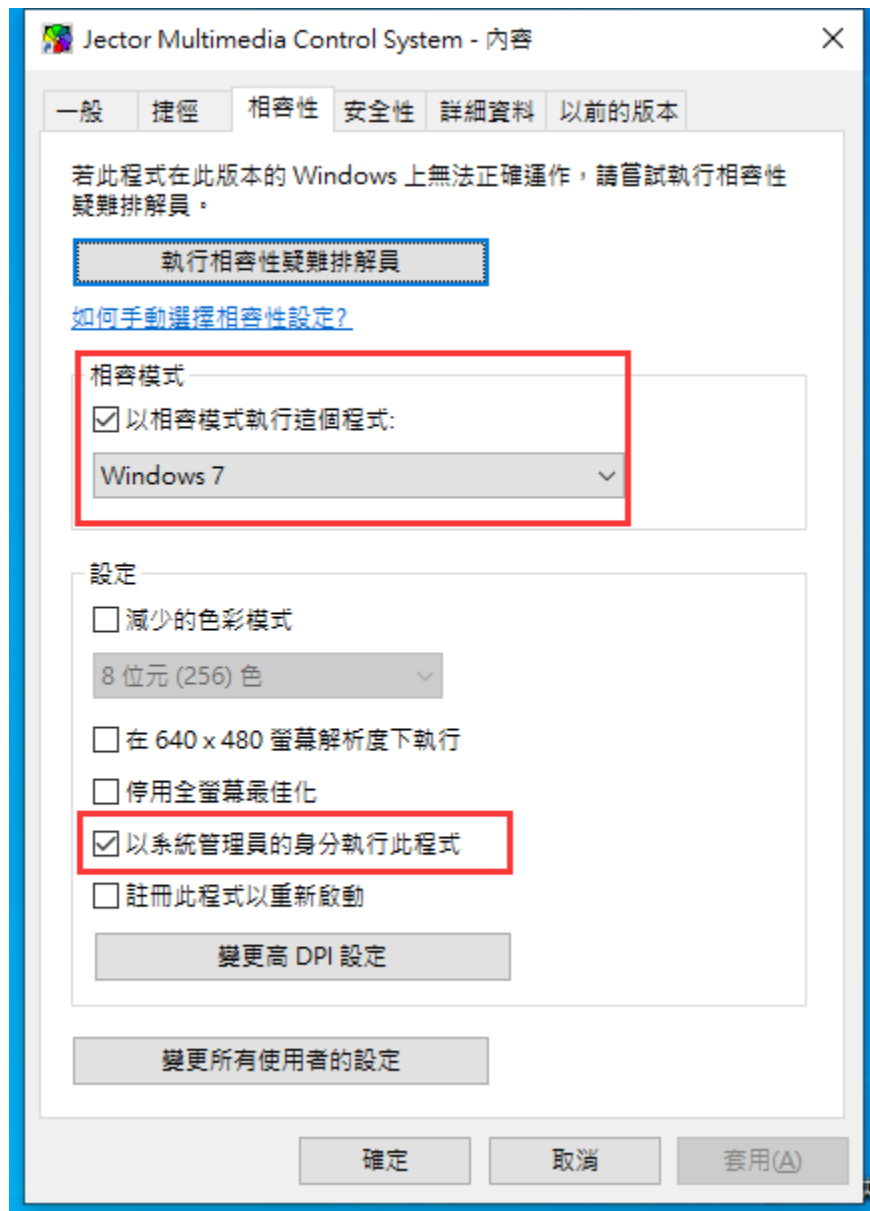 Jector Multimedia Control System - 內容
一般 捷徑 相容性 安全性 詳細資料 以前的版本
若此程式在此版本的 Windows 上無法正確運作，請嘗試執行相容性
疑難排解員。
執行相容性疑難排解員
如何手動選擇相容性設定?
相容模式
以相容模式執行這個程式:
Windows 7
設定
減少的色彩模式
8 位元 (256) 色
在 640 x 480 螢幕解析度下執行
停用全螢幕最佳化
以系統管理員的身分執行此程式
註冊此程式以重新啟動
變更高 DPI 設定
變更所有使用者的設定
確定 取消 套用(A)